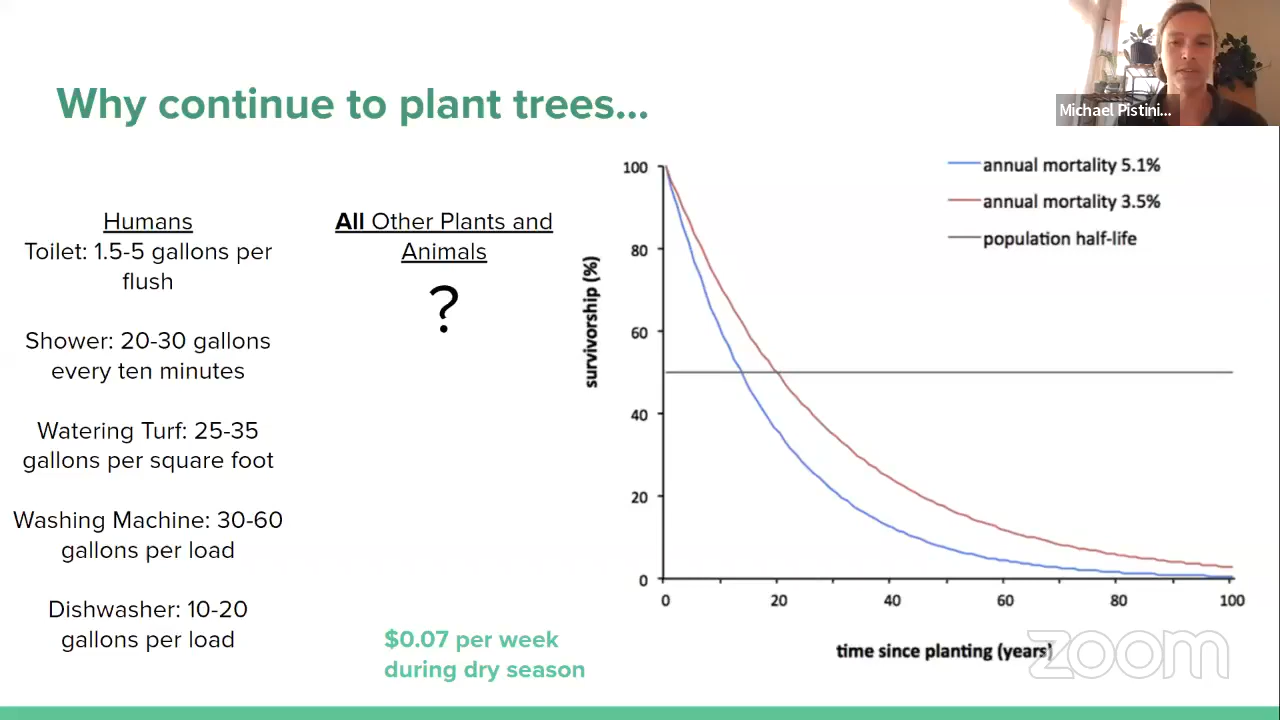 Why continue to plant trees...
Michael Pistini...
Humans
Toilet: 1.5-5 gallons per
flush
Shower: 20-30 gallons
every ten minutes
Watering Turf: 25-35
gallons per square foot
Washing Machine: 30-60
gallons per load
Dishwasher: 10-20
gallons per load
All Other Plants and
Animals
?
$0.07 per week
during dry season
annual mortality 5.1%
annual mortality 3.5%
population half-life
survivorship (%)
100
80
60
40
20
0
0 20 40 60 80 100
time since planting (years)
zoom